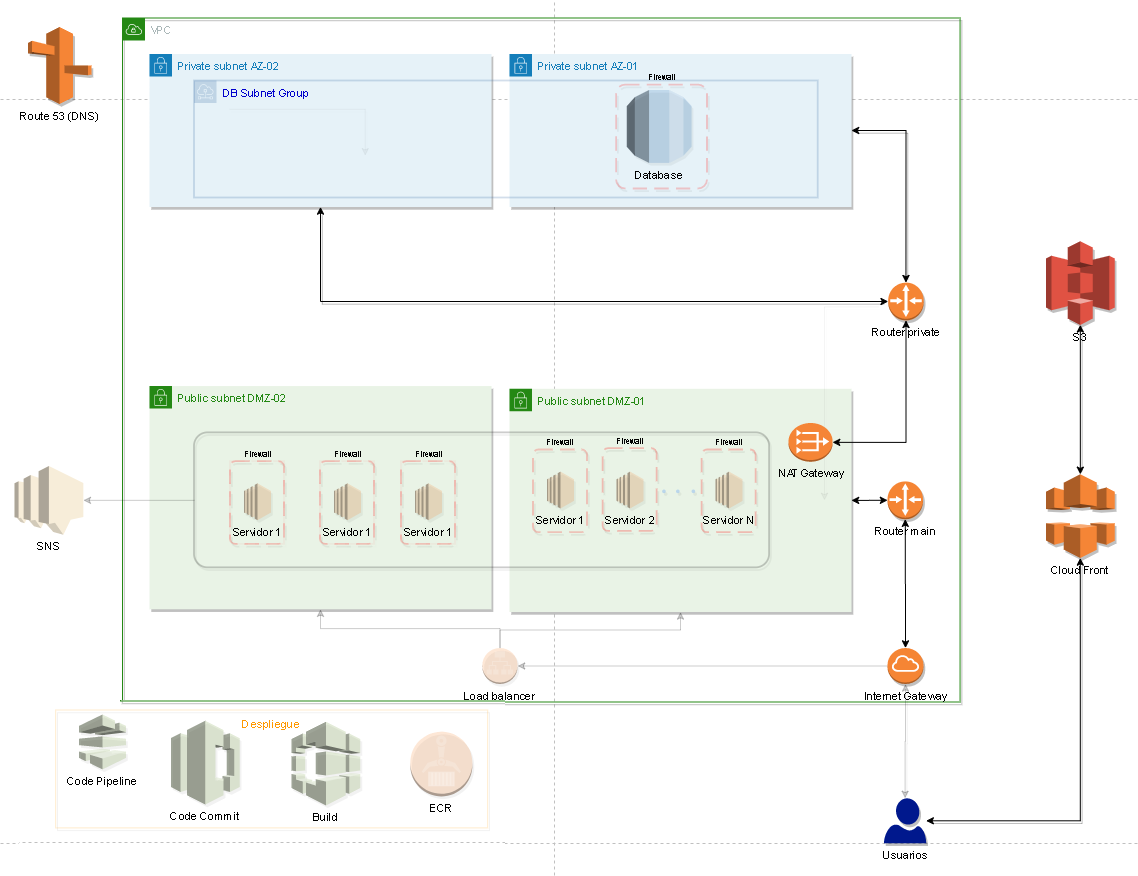 VPC
Route 53 (DNS)
Private subnet AZ-02
DB Subnet Group
Private subnet AZ-01
Firewall
Database
Router private
S3
Public subnet DMZ-02
Firewall
Servidor 1
Firewall
Servidor 1
Firewall
Servidor 1
Public subnet DMZ-01
Firewall
Servidor 1
Firewall
Servidor 2
Firewall
Servidor N
NAT Gateway
Router main
SNS
Cloud Front
Load balancer
Internet Gateway
Despliegue
Code Pipeline
Code Commit
Build
ECR
Usuarios